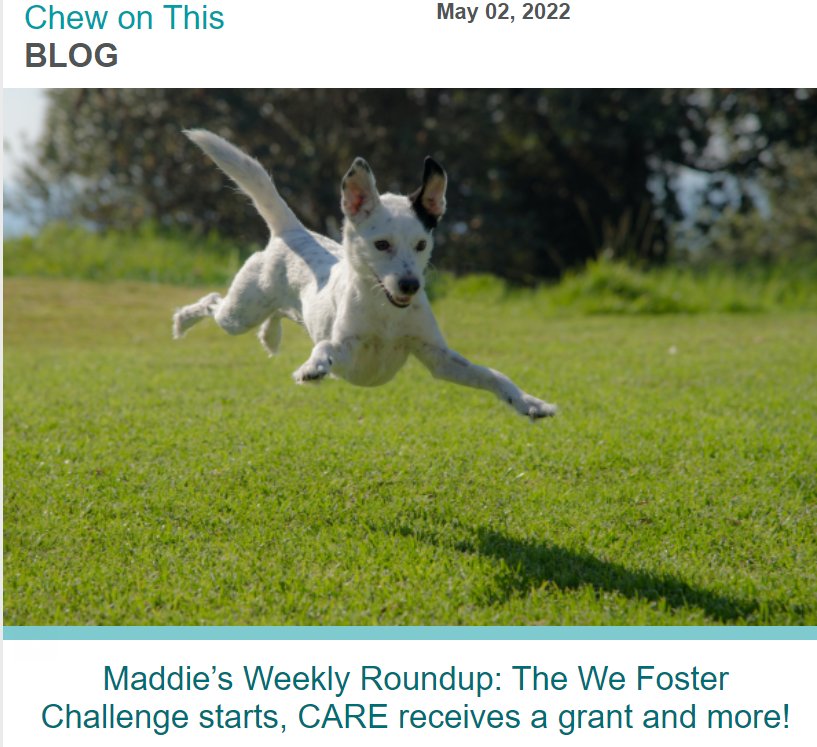 Chew on This
BLOG
May 02, 2022
Maddie’s Weekly Roundup: The We Foster
Challenge starts, CARE receives a grant and more!